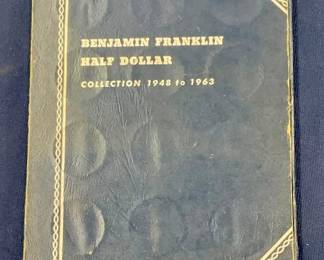 BENJAMIN FRANKLIN
HALF DOLLAR
COLLECTION 1948 to 1963